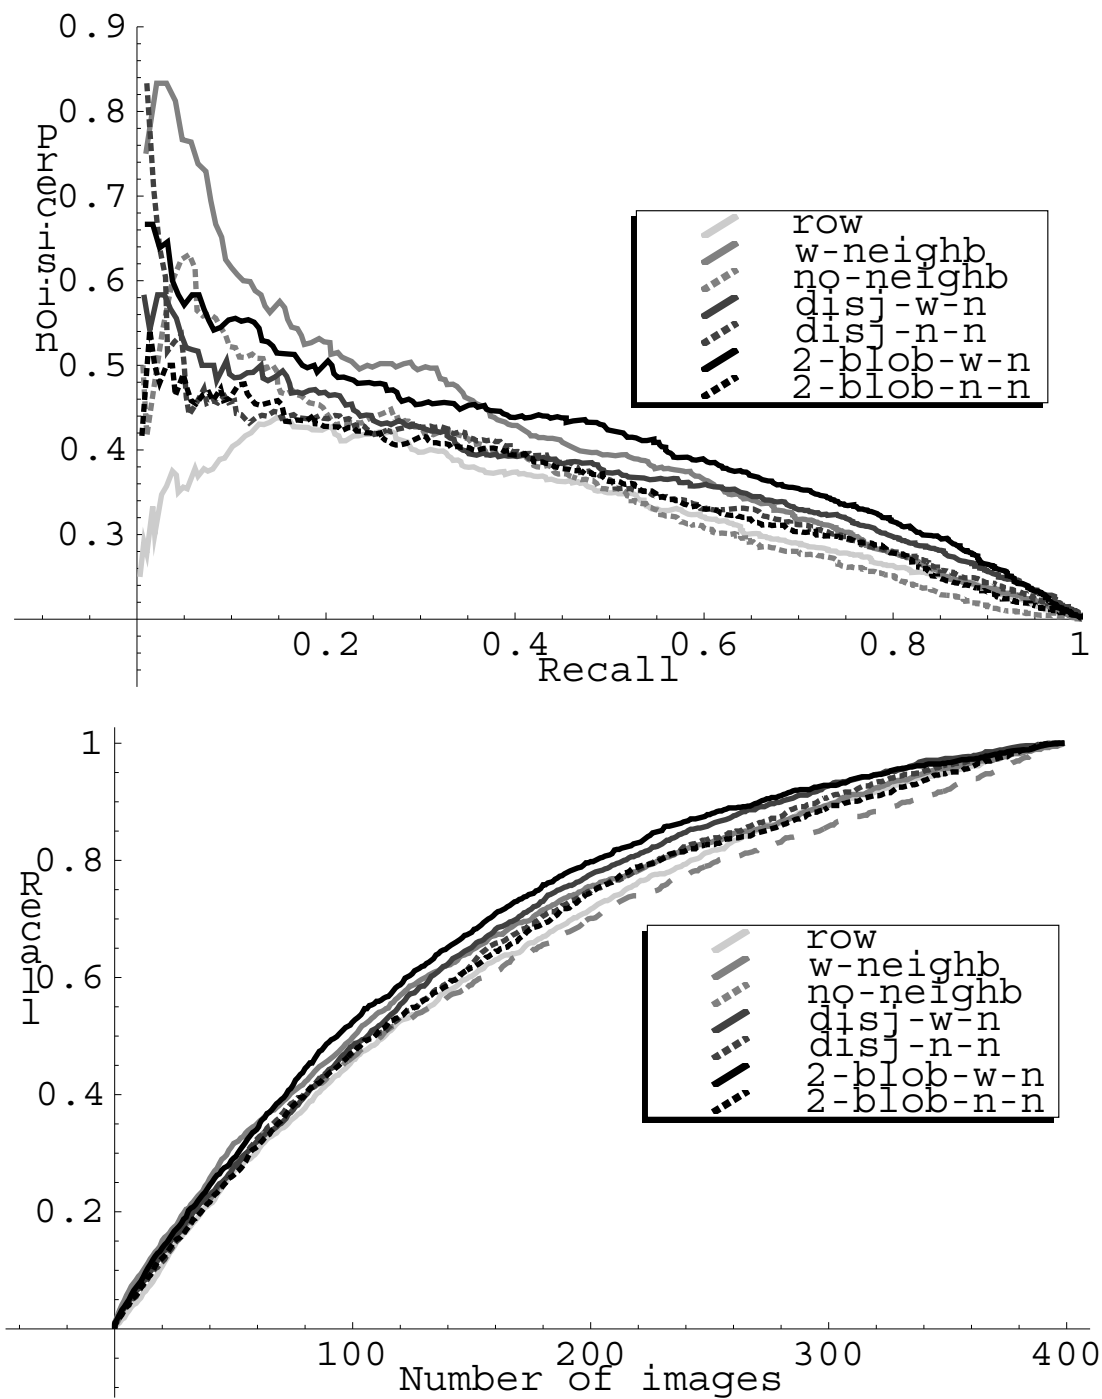 0.9
0.8
0.7
0.6
0.5
0.4
0.3
Precision
row
w-neighb
no-neighb
disj-w-n
disj-n-n
2-blob-w-n
2-blob-n-n
0.2 0.4 0.6 0.8 1
Recall
1
0.8
0.6
0.4
0.2
Recall
row
w-neighb
no-neighb
disj-w-n
disj-n-n
2-blob-w-n
2-blob-n-n
100 200 300 400
Number of images